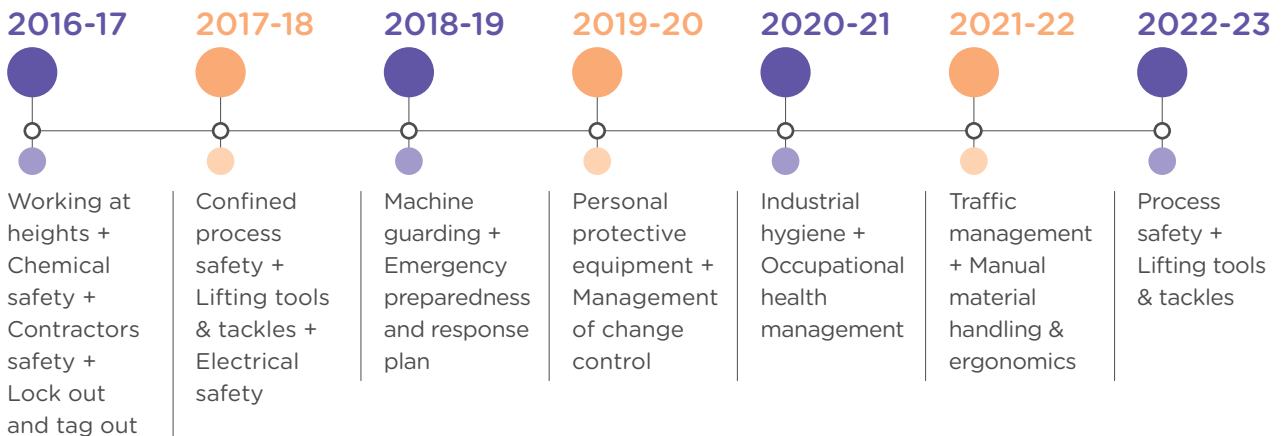 2016-17
Working at
heights +
Chemical
safety +
Contractors
safety +
Lock out
and tag out
2017-18
Confined
process
safety +
Lifting tools
& tackles +
Electrical
safety
2018-19
Machine
guarding +
Emergency
preparedness
and response
plan
2019-20
Personal
protective
equipment +
Management
of change
control
2020-21
Industrial
hygiene +
Occupational
health
management
2021-22
Traffic
management
+ Manual
material
handling &
ergonomics
2022-23
Process
safety +
Lifting tools
& tackles